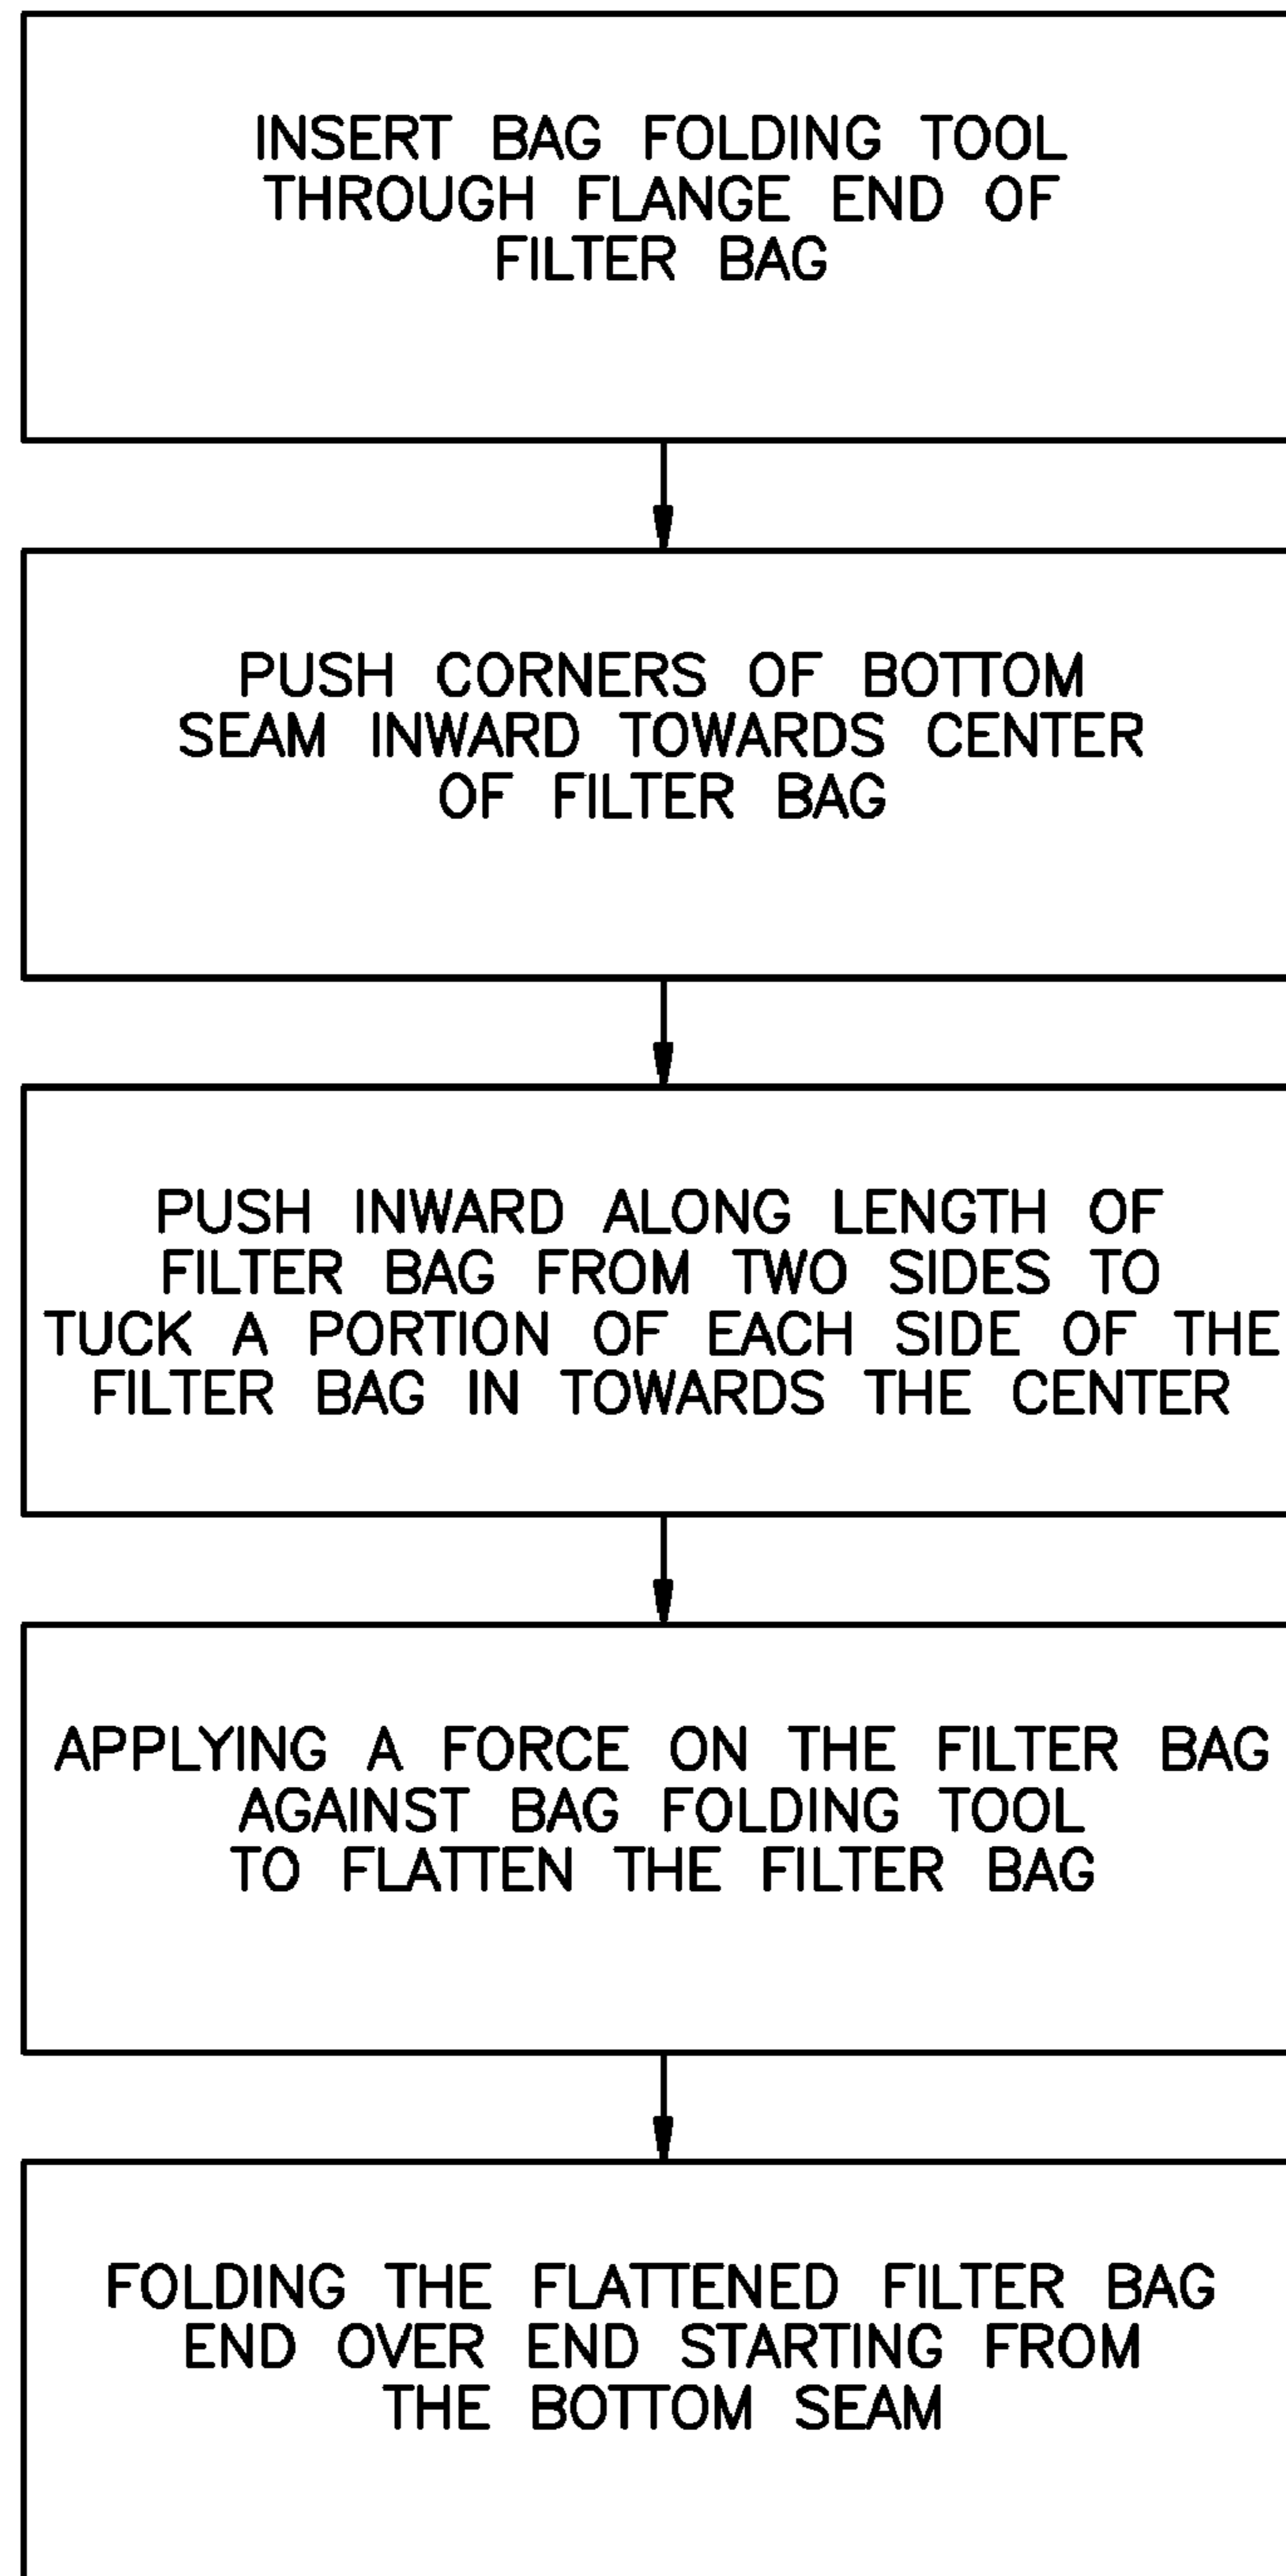 INSERT BAG FOLDING TOOL
THROUGH FLANGE END OF
FILTER BAG
PUSH CORNERS OF BOTTOM
SEAM INWARD TOWARDS CENTER
OF FILTER BAG
PUSH INWARD ALONG LENGTH OF
FILTER BAG FROM TWO SIDES TO
TUCK A PORTION OF EACH SIDE OF THE
FILTER BAG IN TOWARDS THE CENTER
APPLYING A FORCE ON THE FILTER BAG
AGAINST BAG FOLDING TOOL
TO FLATTEN THE FILTER BAG
FOLDING THE FLATTENED FILTER BAG
END OVER END STARTING FROM
THE BOTTOM SEAM